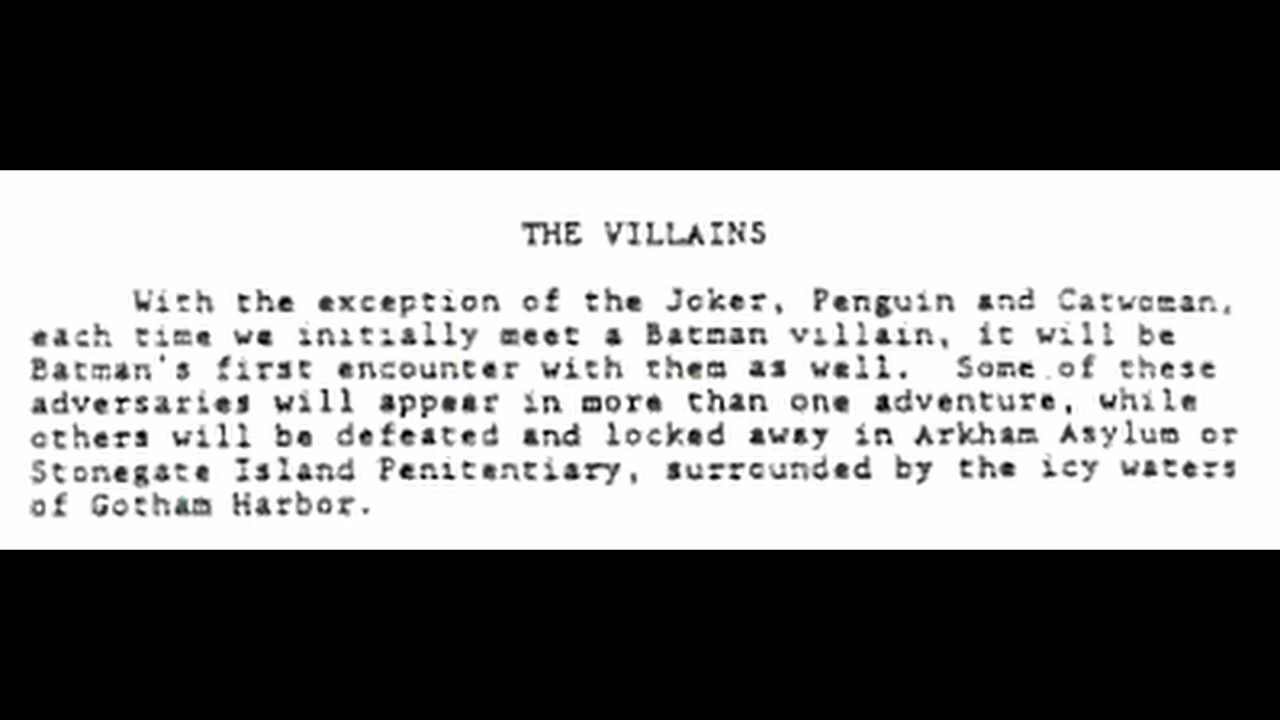 THE VILLAINS
With the exception of the Joker, Penguin and Catwoman,
each time we initially meet a Batman villain, it will be
Batman's first encounter with them as well. Some of these
adversaries will appear in more than one adventure, while
others will be defeated and locked away in Arkham Asylum or
Stonegate Island Penitentiary, surrounded by the icy waters
of Gotham Harbor.